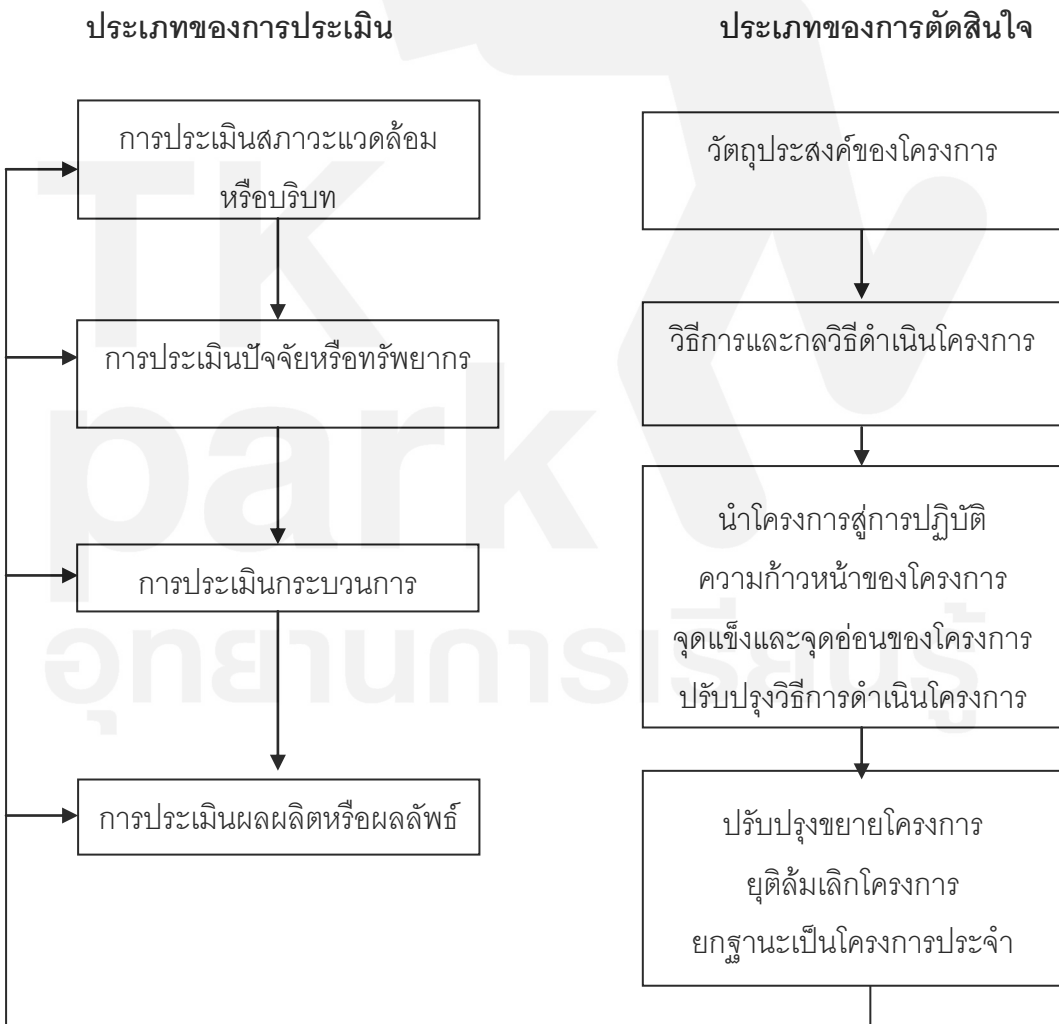 ประเภทของการประเมิน
ประเภทของการตัดสินใจ
การประเมินสภาวะแวดล้อม
หรือบริบท
วัตถุประสงค์ของโครงการ
การประเมินปัจจัยหรือทรัพยากร
วิธีการและกลวิธีดำเนินโครงการ
การประเมินกระบวนการ
นำโครงการสู่การปฏิบัติ
ความก้าวหน้าของโครงการ
จุดแข็งและจุดอ่อนของโครงการ
ปรับปรุงวิธีการดำเนินโครงการ
การประเมินผลผลิตหรือผลลัพธ์
ปรับปรุงขยายโครงการ
ยุติล้มเลิกโครงการ
ยกฐานะเป็นโครงการประจำ
TK
park
อุทยานการเรียนรู้